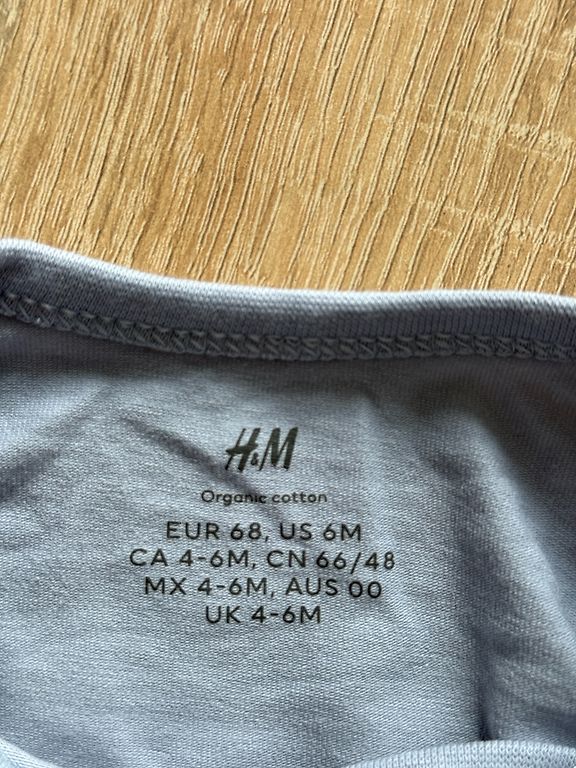 H&M
Organic cotton
EUR 68, US 6M
CA 4-6M, CN 66/48
MX 4-6M, AUS 00
UK 4-6M